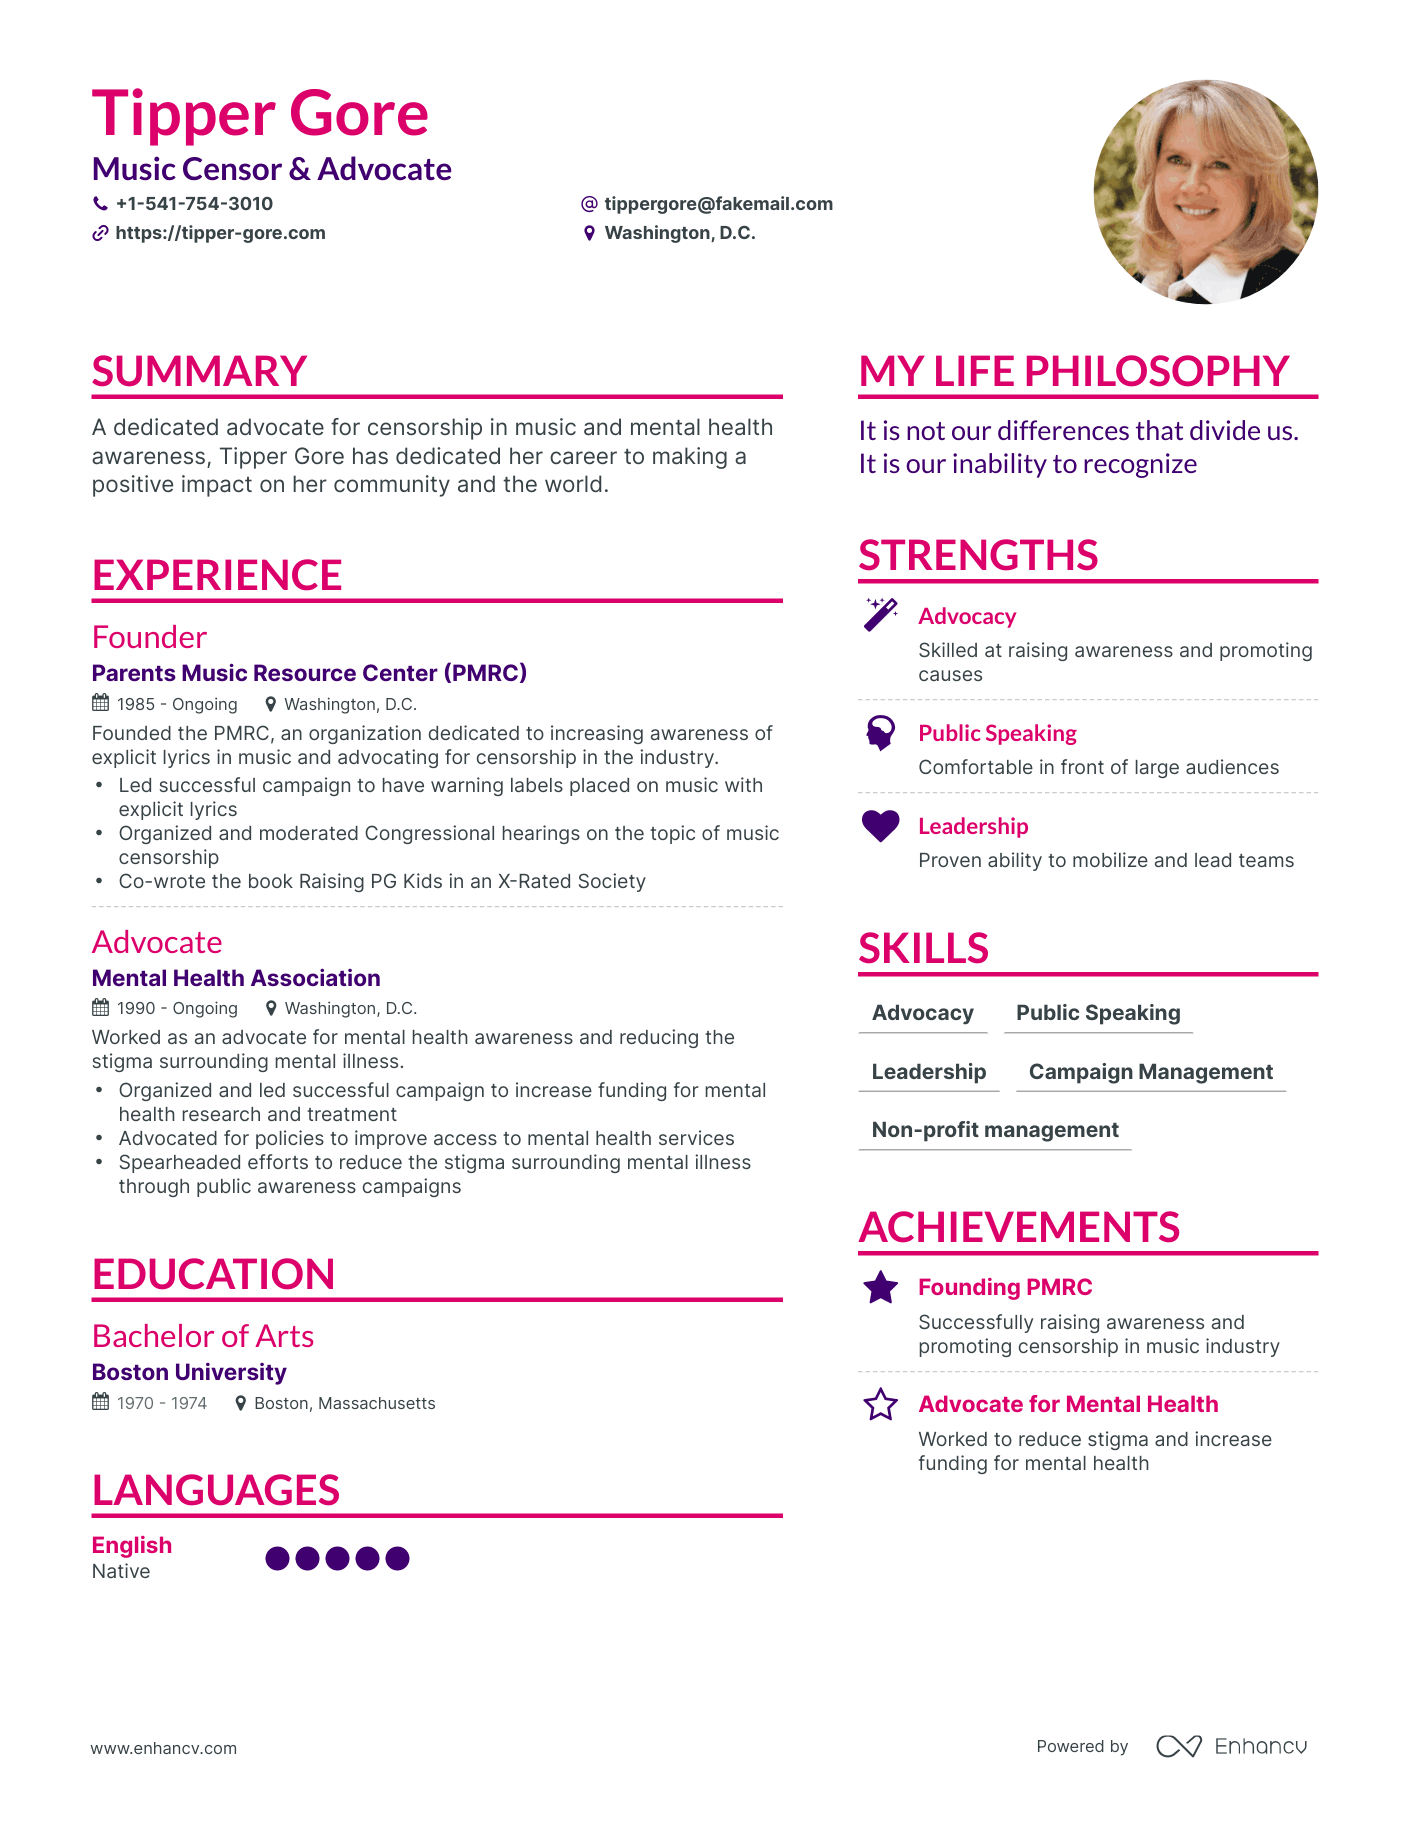 Tipper Gore
Music Censor & Advocate
+1-541-754-3010
@ tippergore@fakemail.com
https://tipper-gore.com
Washington, D.C.
SUMMARY
A dedicated advocate for censorship in music and mental health
awareness, Tipper Gore has dedicated her career to making a
positive impact on her community and the world.
EXPERIENCE
Founder
Parents Music Resource Center (PMRC)
1985 - Ongoing
Washington, D.C.
Founded the PMRC, an organization dedicated to increasing awareness of
explicit lyrics in music and advocating for censorship in the industry.
• Led successful campaign to have warning labels placed on music with
explicit lyrics
• Organized and moderated Congressional hearings on the topic of music
censorship
• Co-wrote the book Raising PG Kids in an X-Rated Society
Advocate
Mental Health Association
1990 - Ongoing
Washington, D.C.
Worked as an advocate for mental health awareness and reducing the
stigma surrounding mental illness.
• Organized and led successful campaign to increase funding for mental
health research and treatment
• Advocated for policies to improve access to mental health services
• Spearheaded efforts to reduce the stigma surrounding mental illness
through public awareness campaigns
EDUCATION
Bachelor of Arts
Boston University
1970 - 1974
Boston, Massachusetts
LANGUAGES
English
Native
MY LIFE PHILOSOPHY
It is not our differences that divide us.
It is our inability to recognize
STRENGTHS
Advocacy
Skilled at raising awareness and promoting
causes
Public Speaking
Comfortable in front of large audiences
Leadership
Proven ability to mobilize and lead teams
SKILLS
Advocacy
Public Speaking
Leadership
Campaign Management
Non-profit management
ACHIEVEMENTS
Founding PMRC
Successfully raising awareness and
promoting censorship in music industry
Advocate for Mental Health
Worked to reduce stigma and increase
funding for mental health
www.enhancv.com
Powered by
Enhancv